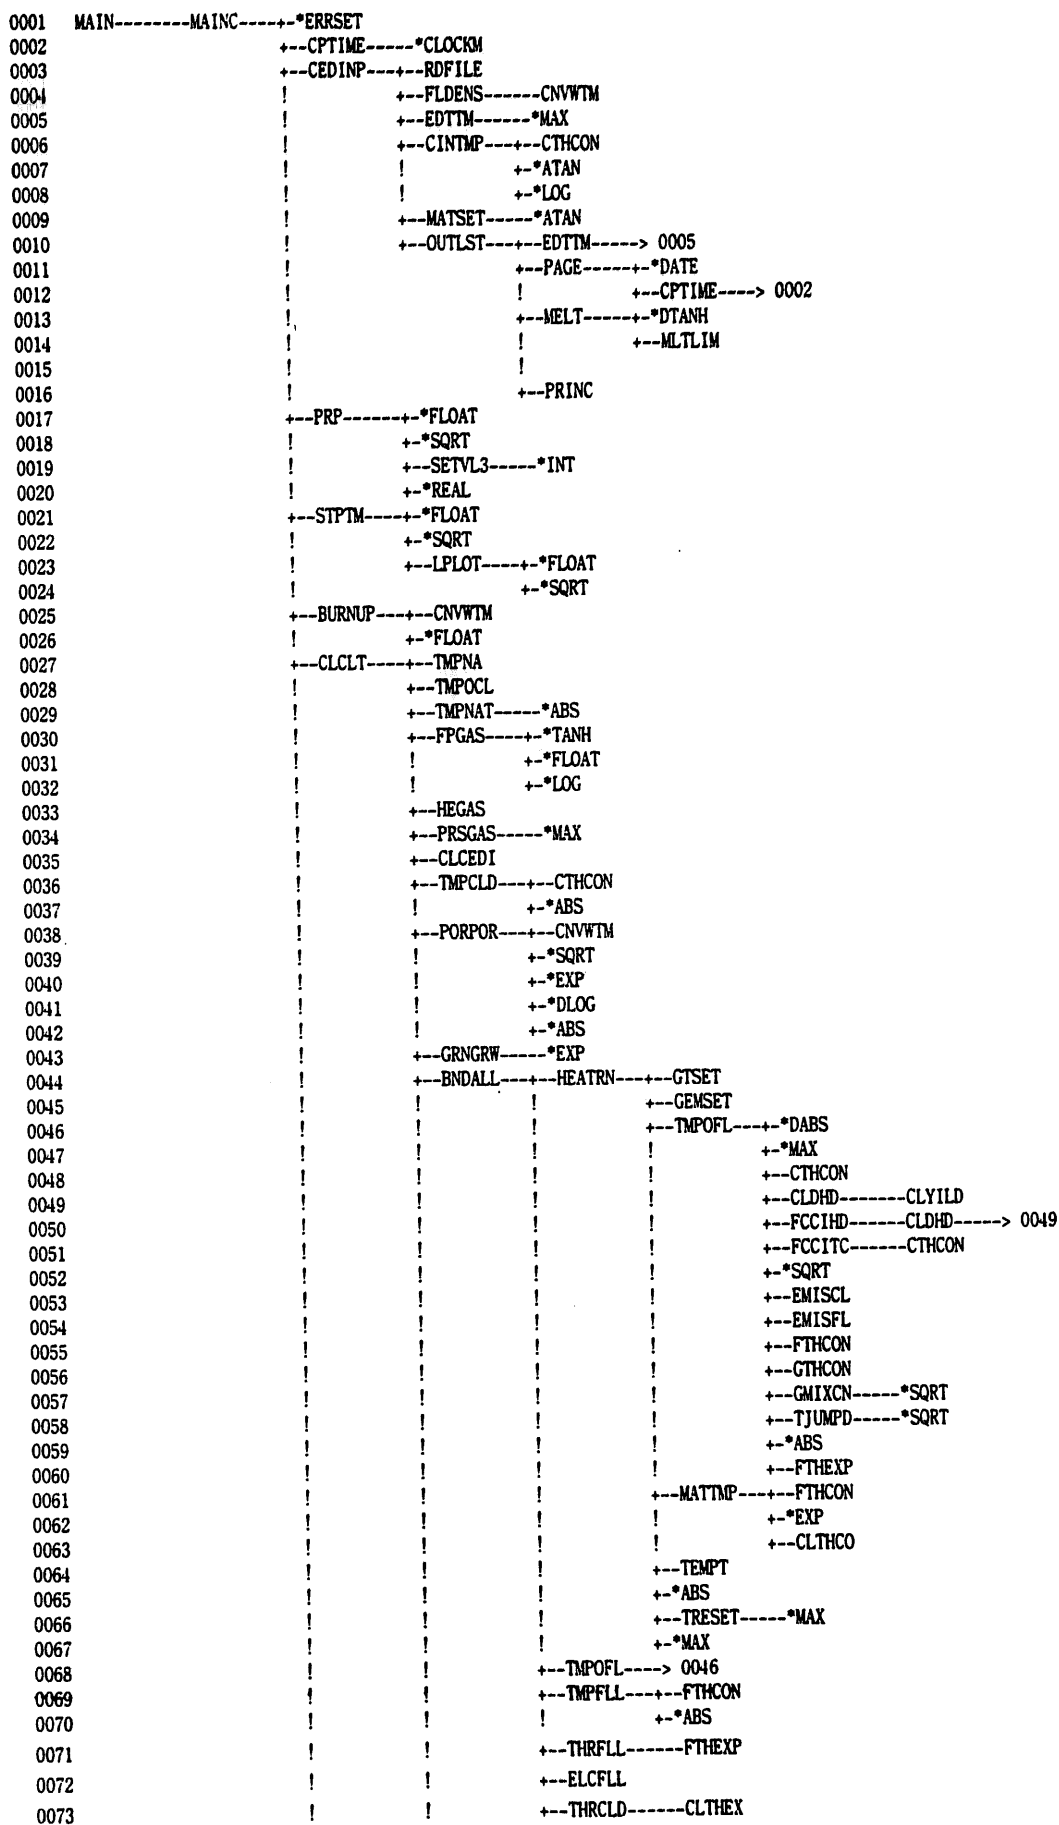 0001 MAIN--------MAINC----+-*ERRSET
0002 +--CPTIME-----*CLOCKM
0003 +--CEDINP---+--RDFILE
0004 ! +--FLDENS------CNVWTM
0005 ! +--EDTTM------*MAX
0006 ! +--CINTMP---+--CTHCON
0007 ! ! +-*ATAN
0008 ! ! +-*LOG
0009 ! +--MATSET-----*ATAN
0010 ! +--OUTLST---+--EDTTM-----> 0005
0011 ! +--PAGE-----+-*DATE
0012 ! ! +--CPTIME----> 0002
0013 ! +--MELT-----+-*DTANH
0014 ! ! +--MLTLIM
0015 ! !
0016 ! +--PRINC
0017 +--PRP------+-*FLOAT
0018 ! +-*SQRT
0019 ! +--SETVL3-----*INT
0020 ! +-*REAL
0021 +--STPTM----+-*FLOAT
0022 ! +-*SQRT
0023 ! +--LPLOT----+-*FLOAT
0024 ! +-*SQRT
0025 +--BURNUP---+--CNVWTM
0026 ! +-*FLOAT
0027 +--CLCLT----+--TMPNA
0028 ! +--TMPOCL
0029 ! +--TMPNAT-----*ABS
0030 ! +--FPGAS----+-*TANH
0031 ! ! +-*FLOAT
0032 ! ! +-*LOG
0033 ! +--HEGAS
0034 ! +--PRSGAS-----*MAX
0035 ! +--CLCEDI
0036 ! +--TMPCLD---+--CTHCON
0037 ! ! +-*ABS
0038 ! +--PORPOR---+--CNVWTM
0039 ! ! +-*SQRT
0040 ! ! +-*EXP
0041 ! ! +-*DLOG
0042 ! ! +-*ABS
0043 ! +--GRNGRW-----*EXP
0044 ! +--BNDALL---+--HEATRN---+--GTSET
0045 ! ! ! +--GEMSET
0046 ! ! ! +--TMPOFL---+-*DABS
0047 ! ! ! ! +-*MAX
0048 ! ! ! ! +--CTHCON
0049 ! ! ! ! +--CLDHD-------CLYILD
0050 ! ! ! ! +--FCCIHD------CLDHD-----> 0049
0051 ! ! ! ! +--FCCITC------CTHCON
0052 ! ! ! ! +-*SQRT
0053 ! ! ! ! +--EMISCL
0054 ! ! ! ! +--EMISFL
0055 ! ! ! ! +--FTHCON
0056 ! ! ! ! +--GTHCON
0057 ! ! ! ! +--GMIXCN-----*SQRT
0058 ! ! ! ! +--TJUMPD-----*SQRT
0059 ! ! ! ! +-*ABS
0060 ! ! ! ! +--FTHEXP
0061 ! ! ! +--MATTMP---+--FTHCON
0062 ! ! ! ! +-*EXP
0063 ! ! ! ! +--CLTHCO
0064 ! ! ! +--TEMPT
0065 ! ! ! +-*ABS
0066 ! ! ! +--TRESET-----*MAX
0067 ! ! ! +-*MAX
0068 ! ! +--TMPOFL----> 0046
0069 ! ! +--TMPFLL---+--FTHCON
0070 ! ! ! +-*ABS
0071 ! ! +--THRFLL------FTHEXP
0072 ! ! +--ELCFLL
0073 ! ! +--THRCLD------CLTHEX